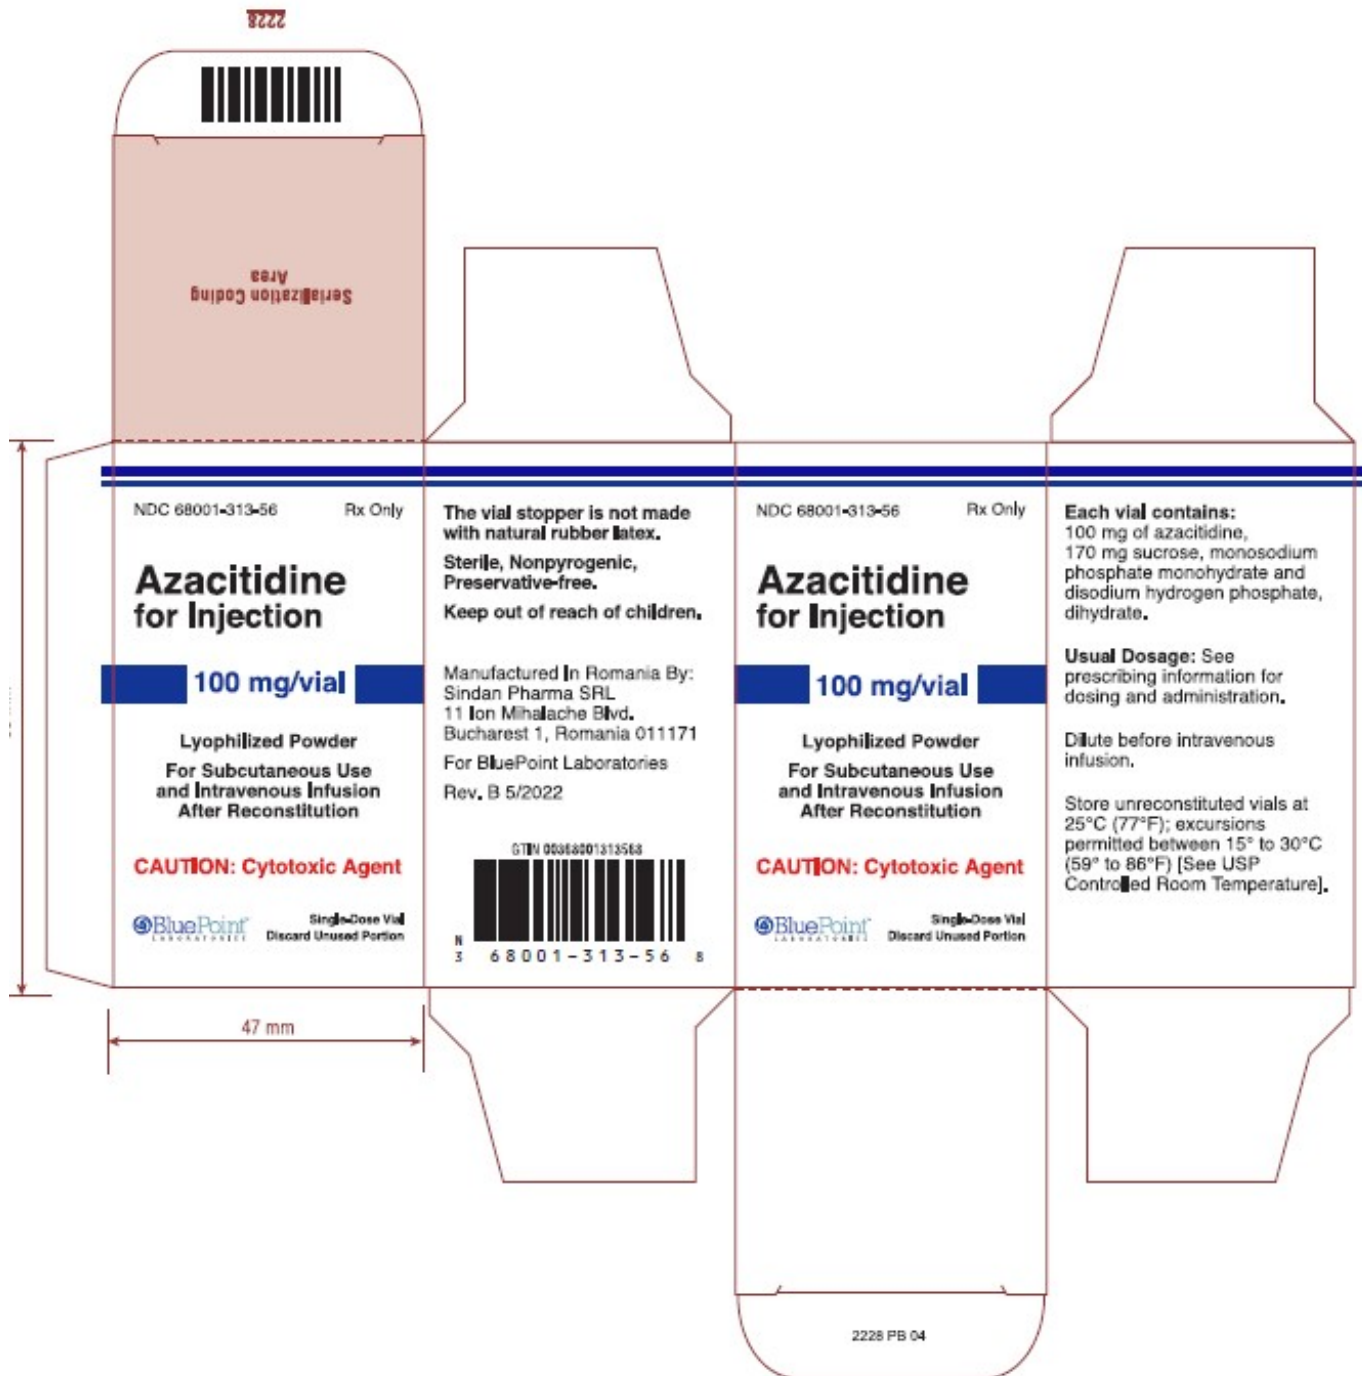 2228
Serialization Coding
Area
NDC 68001-313-56 Rx Only
Azacitidine
for Injection
100 mg/vial
Lyophilized Powder
For Subcutaneous Use
and Intravenous Infusion
After Reconstitution
CAUTION: Cytotoxic Agent
BluePoint
LABORATORIES
Single-Dose Vial
Discard Unused Portion
47 mm
The vial stopper is not made
with natural rubber latex.
Sterile, Nonpyrogenic,
Preservative-free.
Keep out of reach of children.
Manufactured In Romania By:
Sindan Pharma SRL
11 Ion Mihalache Blvd.
Bucharest 1, Romania 011171
For BluePoint Laboratories
Rev. B 5/2022
GTIN 00368001313568
N
3 68001-313-56 8
NDC 68001-313-56 Rx Only
Azacitidine
for Injection
100 mg/vial
Lyophilized Powder
For Subcutaneous Use
and Intravenous Infusion
After Reconstitution
CAUTION: Cytotoxic Agent
BluePoint
LABORATORIES
Single-Dose Vial
Discard Unused Portion
Each vial contains:
100 mg of azacitidine,
170 mg sucrose, monosodium
phosphate monohydrate and
disodium hydrogen phosphate,
dihydrate.
Usual Dosage: See
prescribing information for
dosing and administration.
Dilute before intravenous
infusion.
Store unreconstituted vials at
25°C (77°F); excursions
permitted between 15° to 30°C
(59° to 86°F) [See USP
Controlled Room Temperature].
2228 PB 04